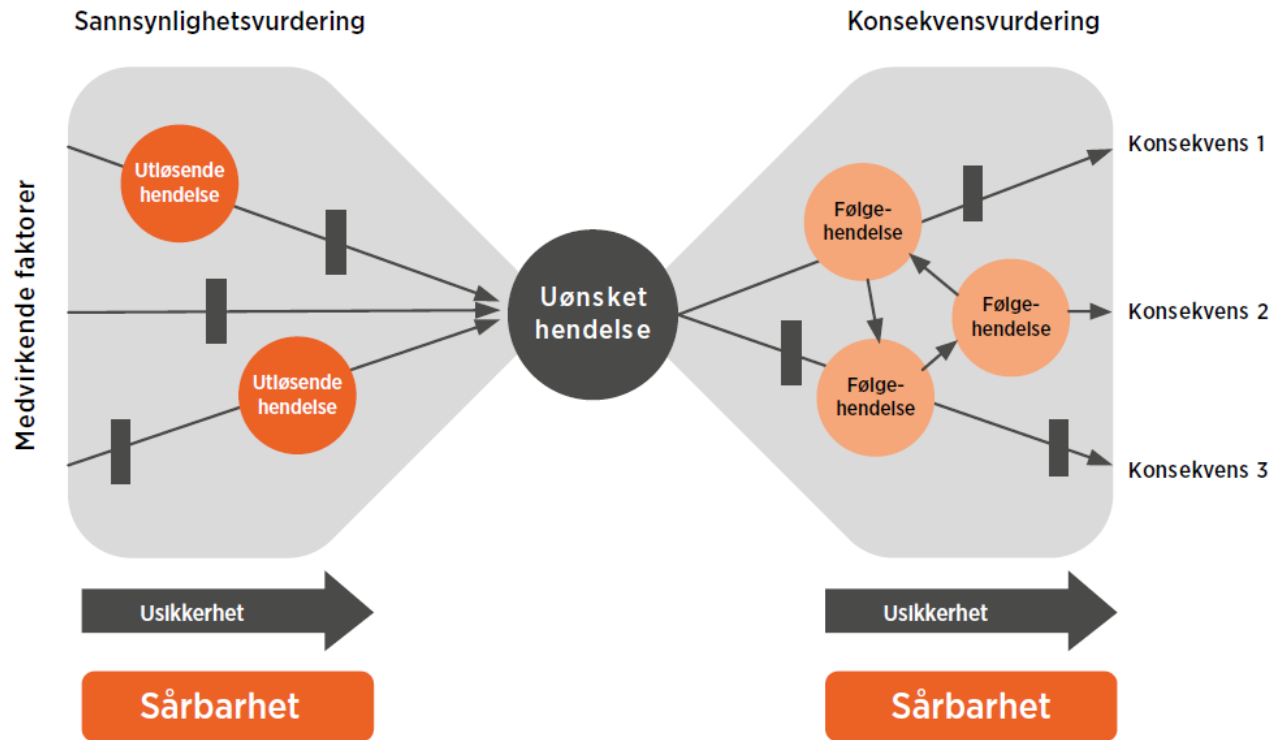 Sannsynlighetsvurdering
Konsekvensvurdering
Medvirkende faktorer
Utløsende
hendelse
Utløsende
hendelse
Uønsket
hendelse
Følge-
hendelse
Følge-
hendelse
Følge-
hendelse
Konsekvens 1
Konsekvens 2
Konsekvens 3
Usikkerhet
Usikkerhet
Sårbarhet
Sårbarhet